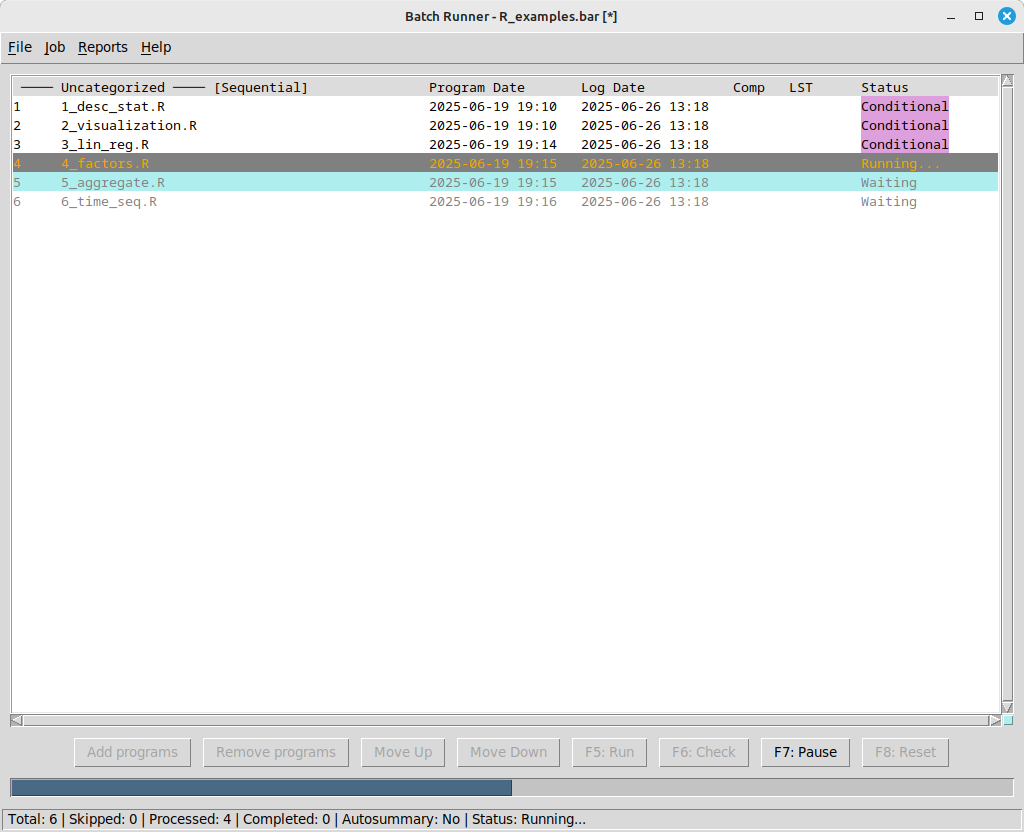 Batch Runner - R_examples.bar [*]
File Job Reports Help
──── Uncategorized ──── [Sequential] Program Date Log Date Comp LST Status
1 1_desc_stat.R 2025-06-19 19:10 2025-06-26 13:18 Conditional
2 2_visualization.R 2025-06-19 19:10 2025-06-26 13:18 Conditional
3 3_lin_reg.R 2025-06-19 19:14 2025-06-26 13:18 Conditional
4 4_factors.R 2025-06-19 19:15 2025-06-26 13:18 Running...
5 5_aggregate.R 2025-06-19 19:15 2025-06-26 13:18 Waiting
6 6_time_seq.R 2025-06-19 19:16 2025-06-26 13:18 Waiting
Add programs Remove programs Move Up Move Down F5: Run F6: Check F7: Pause F8: Reset
Total: 6 | Skipped: 0 | Processed: 4 | Completed: 0 | Autosummary: No | Status: Running...